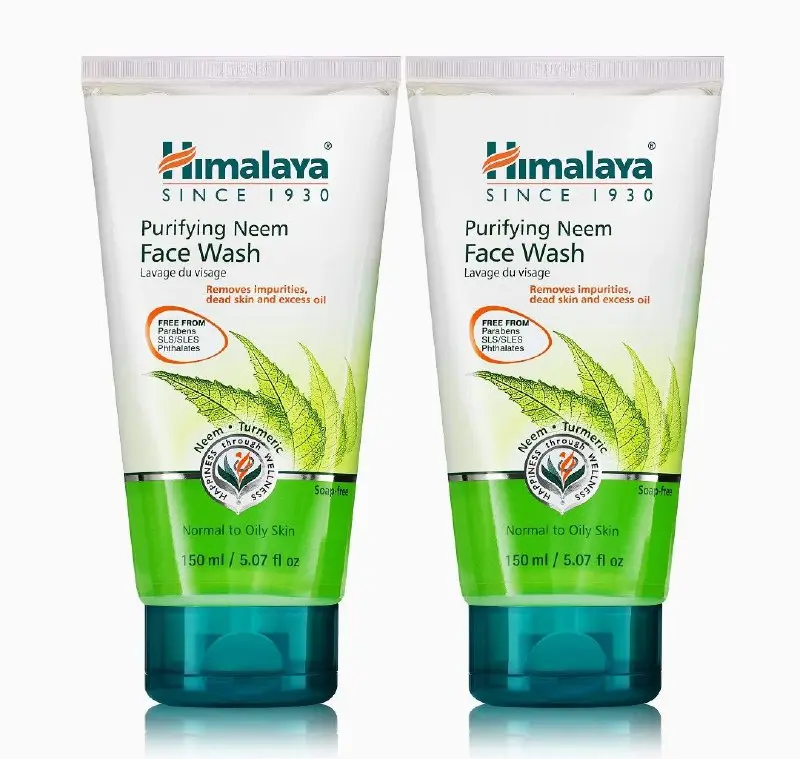 Himalaya®
SINCE 1930
Purifying Neem
Face Wash
Lavage du visage
Removes impurities,
dead skin and excess oil
FREE FROM
Parabens
SLS/SLES
Phthalates
Neem • Turmeric
HAPPINESS through WELLNESS
Soap-free
Normal to Oily Skin
150 ml / 5.07 fl oz
Himalaya®
SINCE 1930
Purifying Neem
Face Wash
Lavage du visage
Removes impurities,
dead skin and excess oil
FREE FROM
Parabens
SLS/SLES
Phthalates
Neem • Turmeric
HAPPINESS through WELLNESS
Soap-free
Normal to Oily Skin
150 ml / 5.07 fl oz